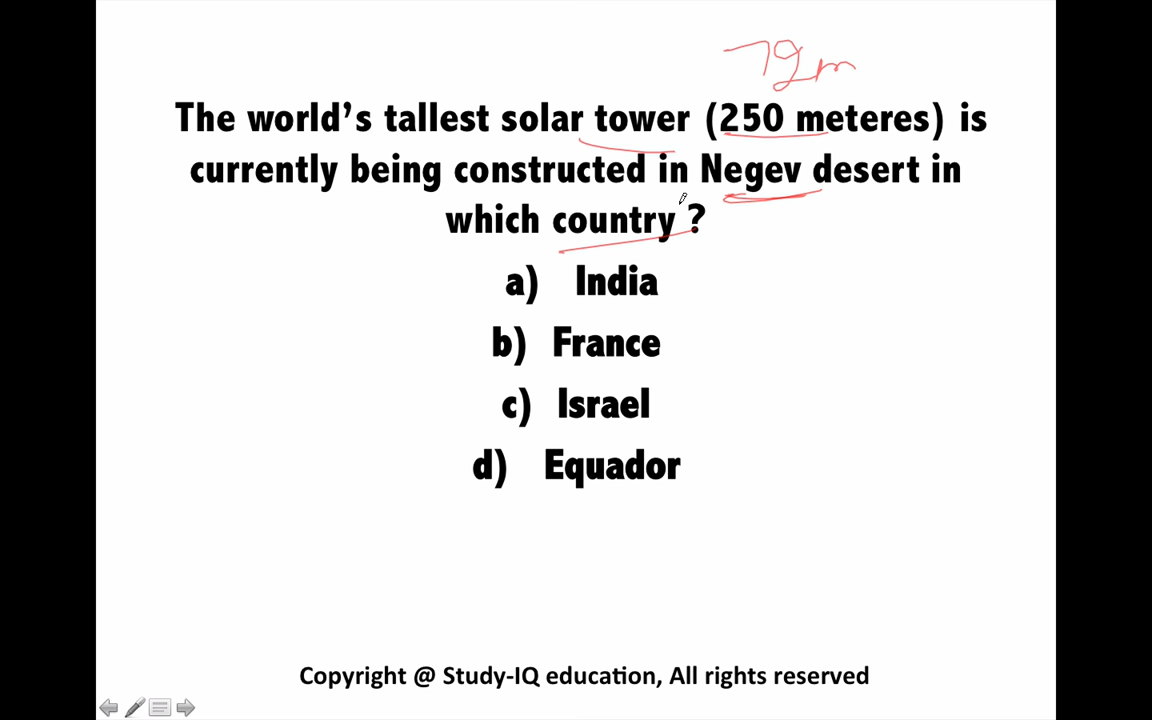 79m
The world's tallest solar tower (250 meteres) is
currently being constructed in Negev desert in
which country ?
a) India
b) France
c) Israel
d) Equador
Copyright @ Study-IQ education, All rights reserved